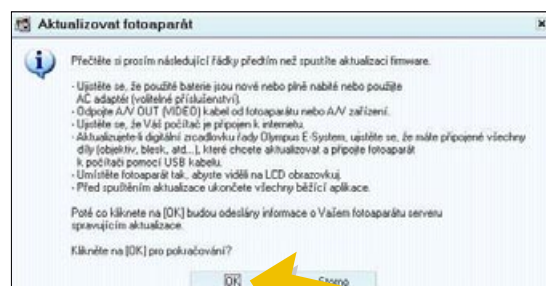 Aktualizovat fotoaparát
Přečtěte si prosím následující řádky předtím než spustíte aktualizaci firmware.
- Ujistěte se, že použité baterie jsou nové nebo plně nabité nebo použijte
AC adaptér (volitelné příslušenství).
- Odpojte A/V OUT (VIDEO) kabel od fotoaparátu nebo A/V zařízení.
- Ujistěte se, že Váš počítač je připojen k internetu.
- Aktualizujete-li digitální zrcadlovku řady Olympus E-System, ujistěte se, že máte připojené všechny
díly (objektiv, blesk, atd...), které chcete aktualizovat a připojte fotoaparát
k počítači pomocí USB kabelu.
- Umístěte fotoaparát tak, abyste viděli na LCD obrazovku.
- Před spuštěním aktualizace ukončete všechny běžící aplikace.
Poté co kliknete na [OK] budou odeslány informace o Vašem fotoaparátu serveru
spravujícím aktualizace.
Klikněte na [OK] pro pokračování?
OK Storno